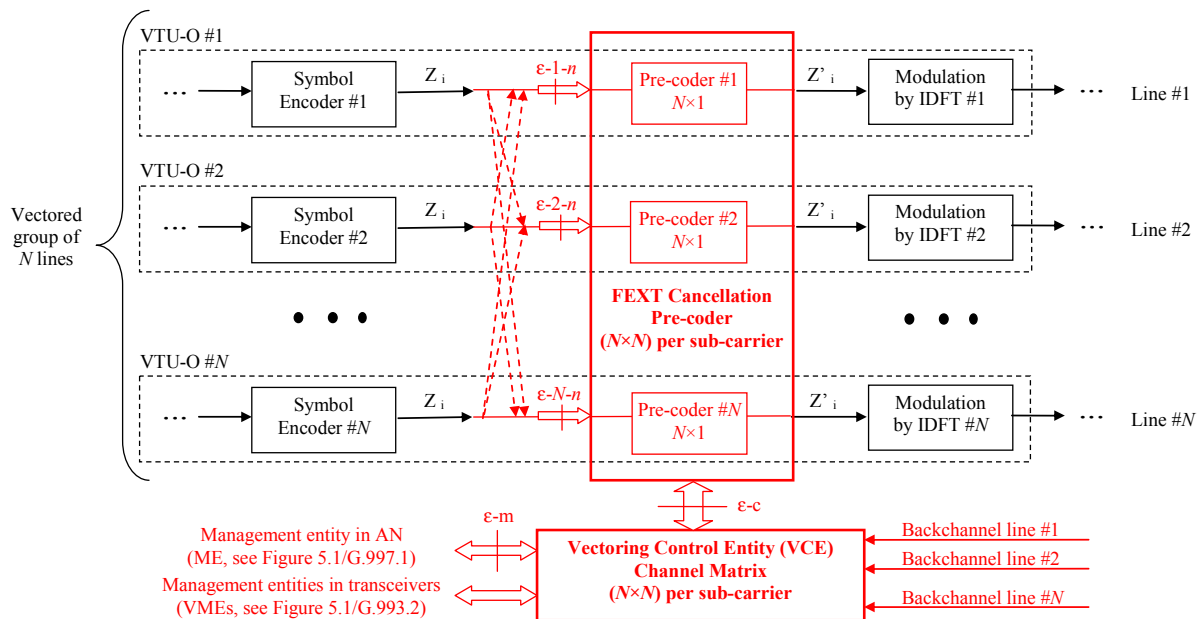 VTU-O #1
... Symbol Encoder #1 Z i ε-1-n Pre-coder #1 N×1 Z' i Modulation by IDFT #1 ... Line #1
VTU-O #2
Vectored group of N lines
Symbol Encoder #2 Z i ε-2-n Pre-coder #2 N×1 Z' i Modulation by IDFT #2 ... Line #2
FEXT Cancellation
Pre-coder
(N×N) per sub-carrier
VTU-O #N
... Symbol Encoder #N Z i ε-N-n Pre-coder #N N×1 Z' i Modulation by IDFT #N ... Line #N
ε-c
ε-m
Management entity in AN
(ME, see Figure 5.1/G.997.1)
Management entities in transceivers
(VMEs, see Figure 5.1/G.993.2)
Vectoring Control Entity (VCE)
Channel Matrix
(N×N) per sub-carrier
Backchannel line #1
Backchannel line #2
Backchannel line #N